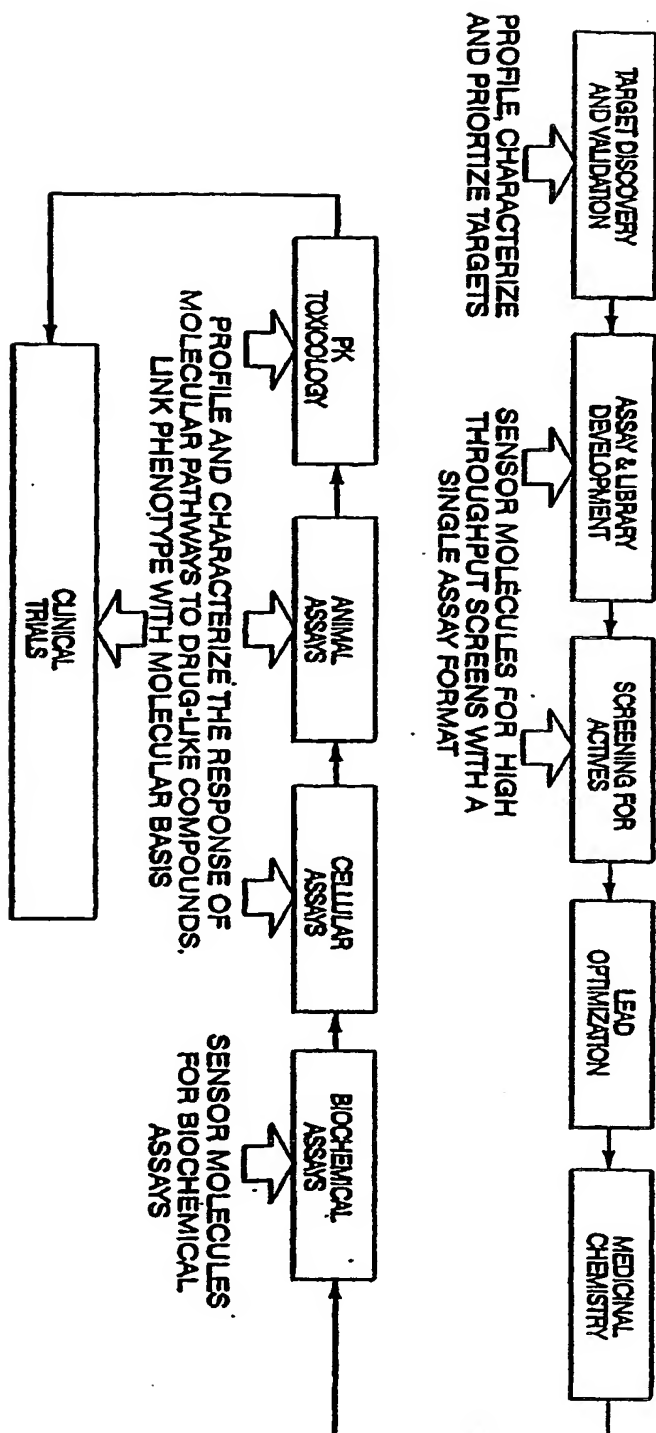 TARGET DISCOVERY
AND VALIDATION
ASSAY & LIBRARY
DEVELOPMENT
SCREENING FOR
ACTIVES
LEAD
OPTIMIZATION
MEDICINAL
CHEMISTRY
PROFILE, CHARACTERIZE
AND PRIORTIZE TARGETS
SENSOR MOLECULES FOR HIGH
THROUGHPUT SCREENS WITH A
SINGLE ASSAY FORMAT
PK
TOXICOLOGY
ANIMAL
ASSAYS
CELLULAR
ASSAYS
BIOCHEMICAL
ASSAYS
PROFILE AND CHARACTERIZE THE RESPONSE OF
MOLECULAR PATHWAYS TO DRUG-LIKE COMPOUNDS.
LINK PHENOTYPE WITH MOLECULAR BASIS
SENSOR MOLECULES
FOR BIOCHEMICAL
ASSAYS
CLINICAL
TRIALS